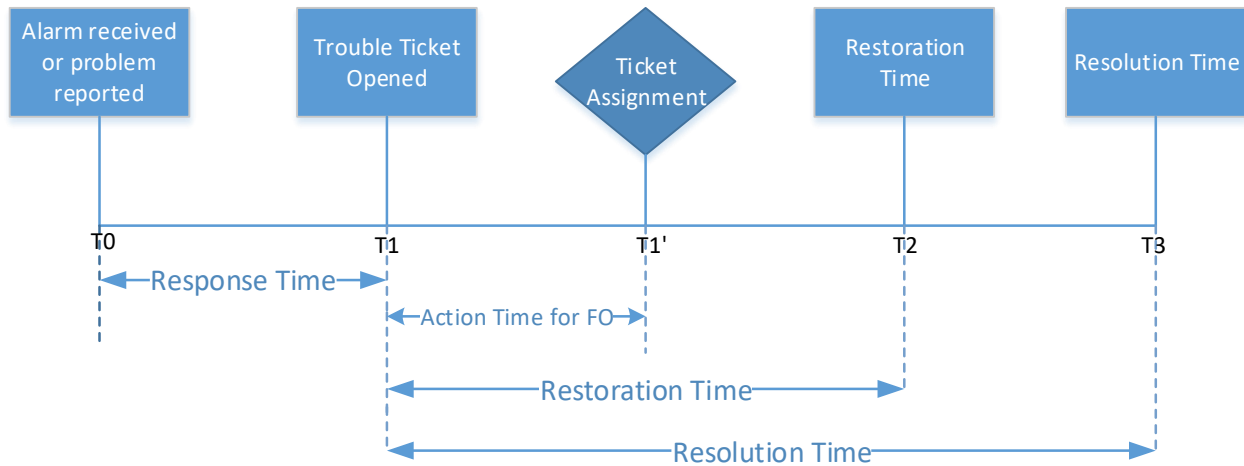 Alarm received
or problem
reported
Trouble Ticket
Opened
Ticket
Assignment
Restoration
Time
Resolution Time
T0
T1
T1'
T2
T3
Response Time
Action Time for FO
Restoration Time
Resolution Time